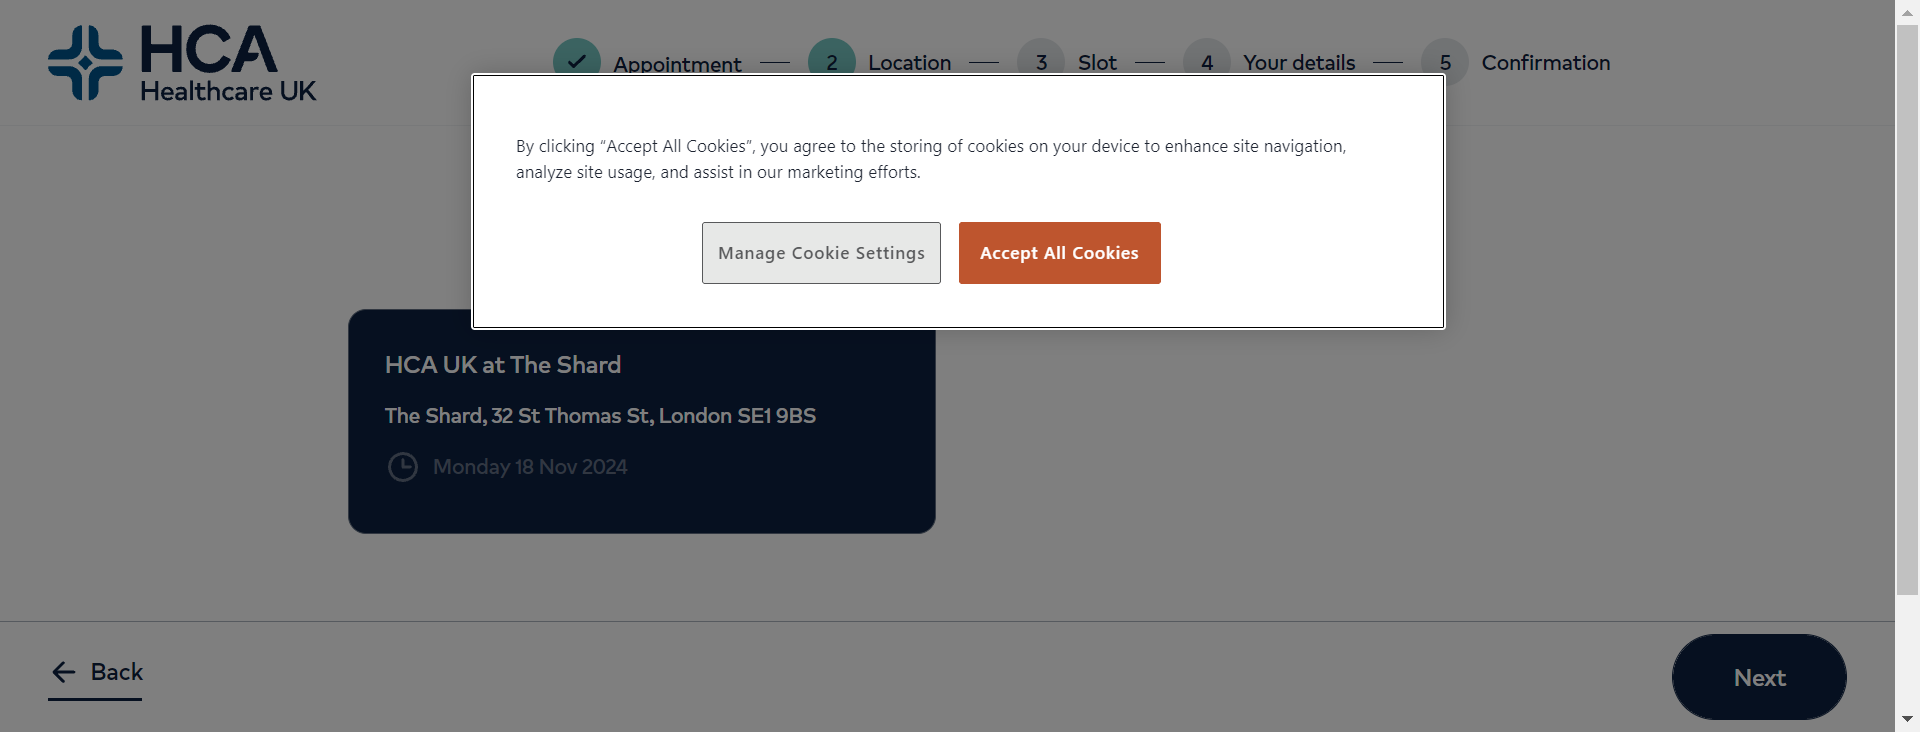 HCA
Healthcare UK
Appointment
2 Location
3 Slot
4 Your details
5 Confirmation
By clicking “Accept All Cookies”, you agree to the storing of cookies on your device to enhance site navigation,
analyze site usage, and assist in our marketing efforts.
Manage Cookie Settings
Accept All Cookies
HCA UK at The Shard
The Shard, 32 St Thomas St, London SE1 9BS
Monday 18 Nov 2024
Back
Next